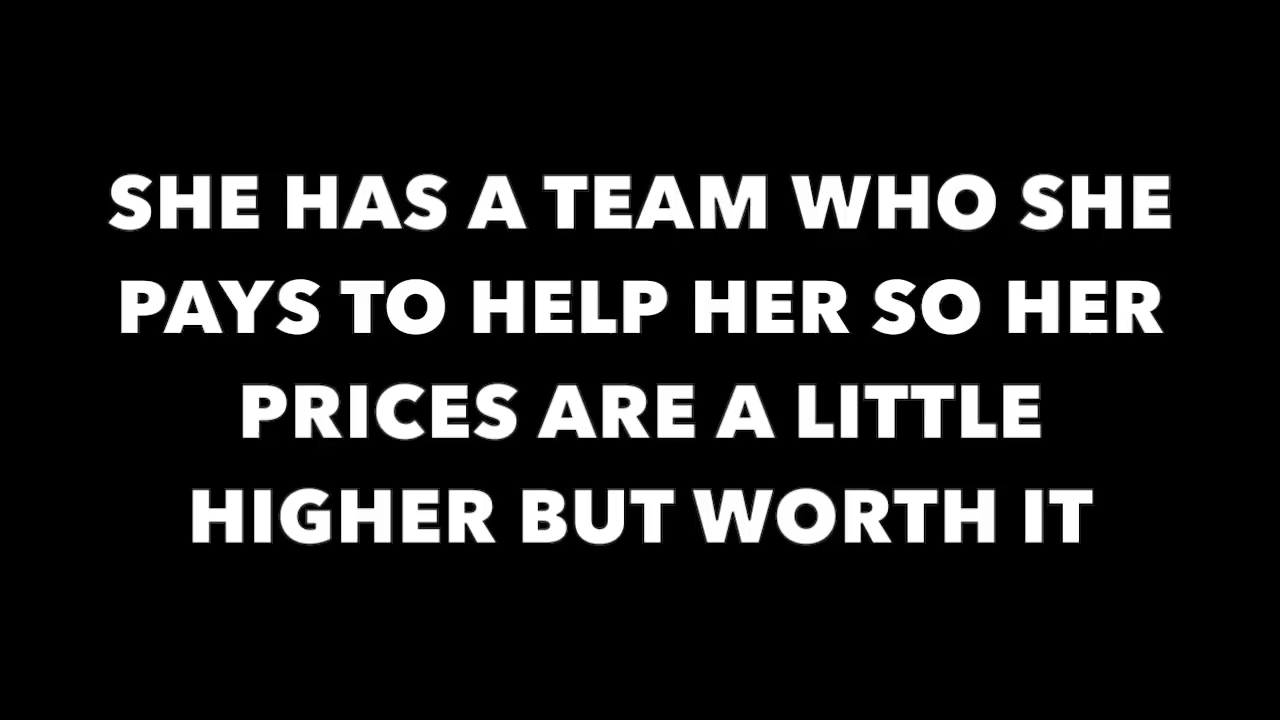 SHE HAS A TEAM WHO SHE
PAYS TO HELP HER SO HER
PRICES ARE A LITTLE
HIGHER BUT WORTH IT